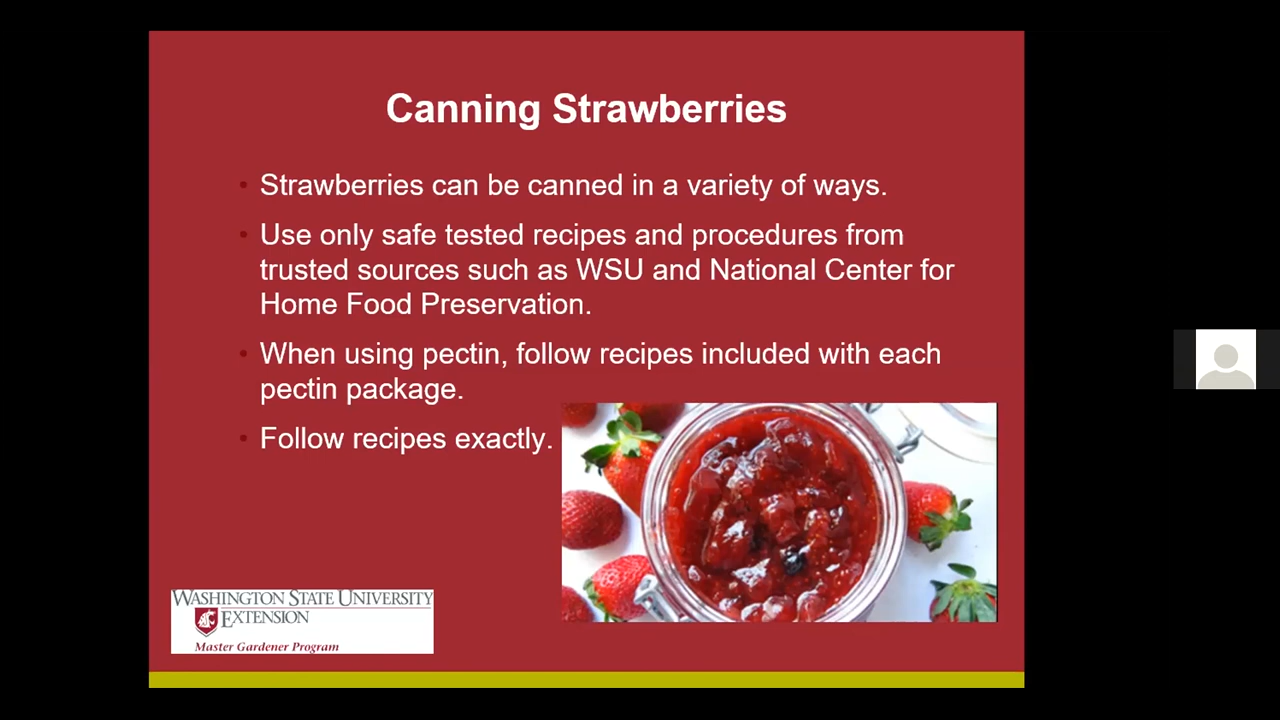 Canning Strawberries
• Strawberries can be canned in a variety of ways.
• Use only safe tested recipes and procedures from
trusted sources such as WSU and National Center for
Home Food Preservation.
• When using pectin, follow recipes included with each
pectin package.
• Follow recipes exactly.
WASHINGTON STATE UNIVERSITY
EXTENSION
Master Gardener Program